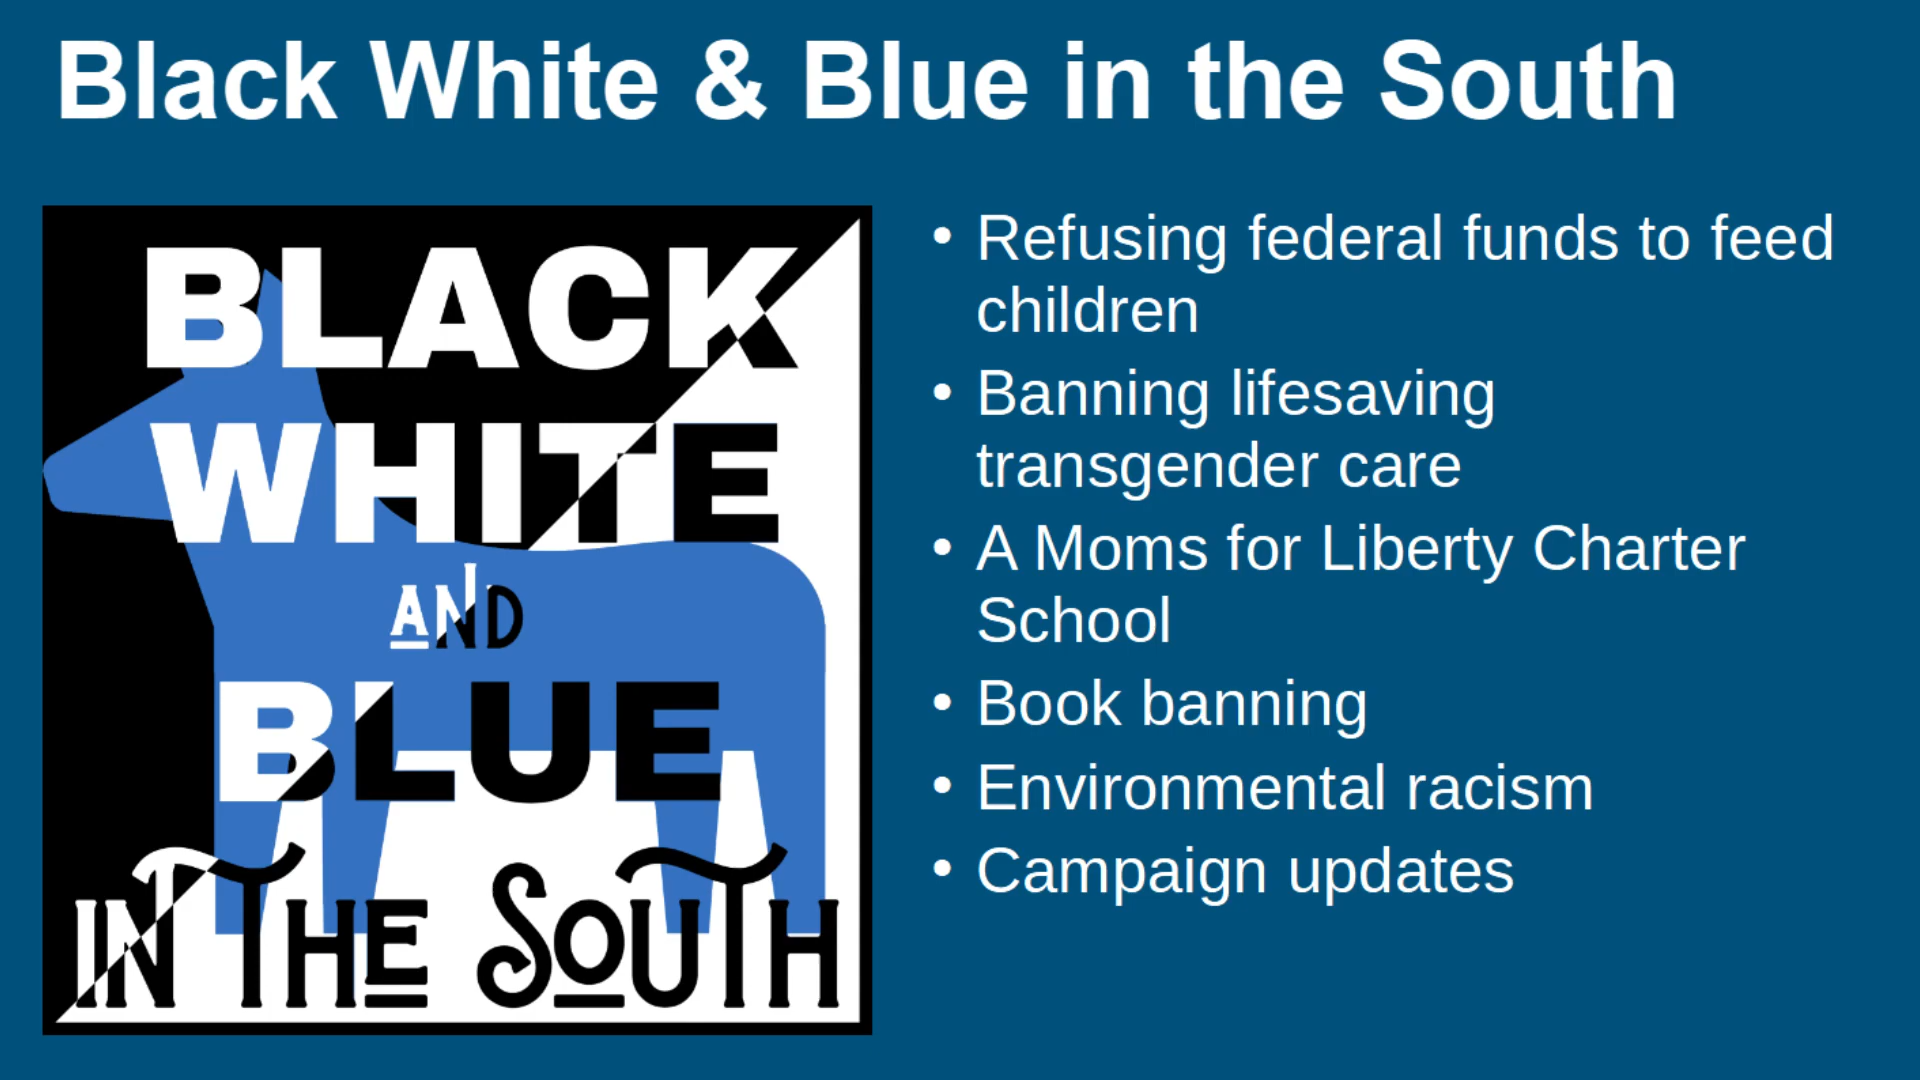 Black White & Blue in the South
BLACK
WHITE
AND
BLUE
IN THE SOUTH
• Refusing federal funds to feed
children
• Banning lifesaving
transgender care
• A Moms for Liberty Charter
School
• Book banning
• Environmental racism
• Campaign updates